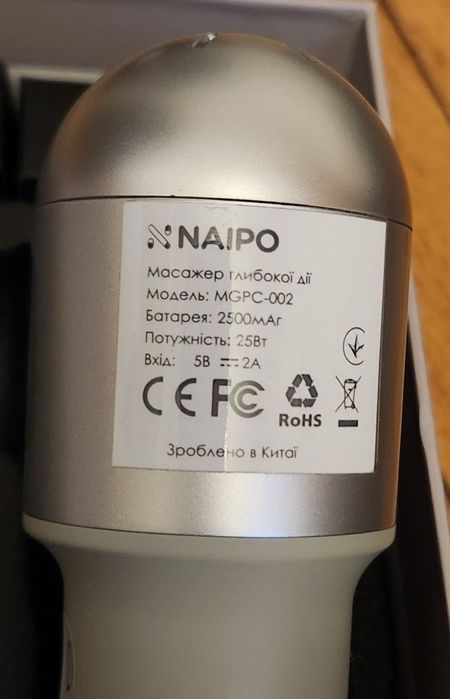 NAIPO
Масажер глибокої дії
Модель: MGPC-002
Батарея: 2500мАг
Потужність: 25Вт
Вхід: 5В ⎓ 2А
CE FC
RoHS
Зроблено в Китаї